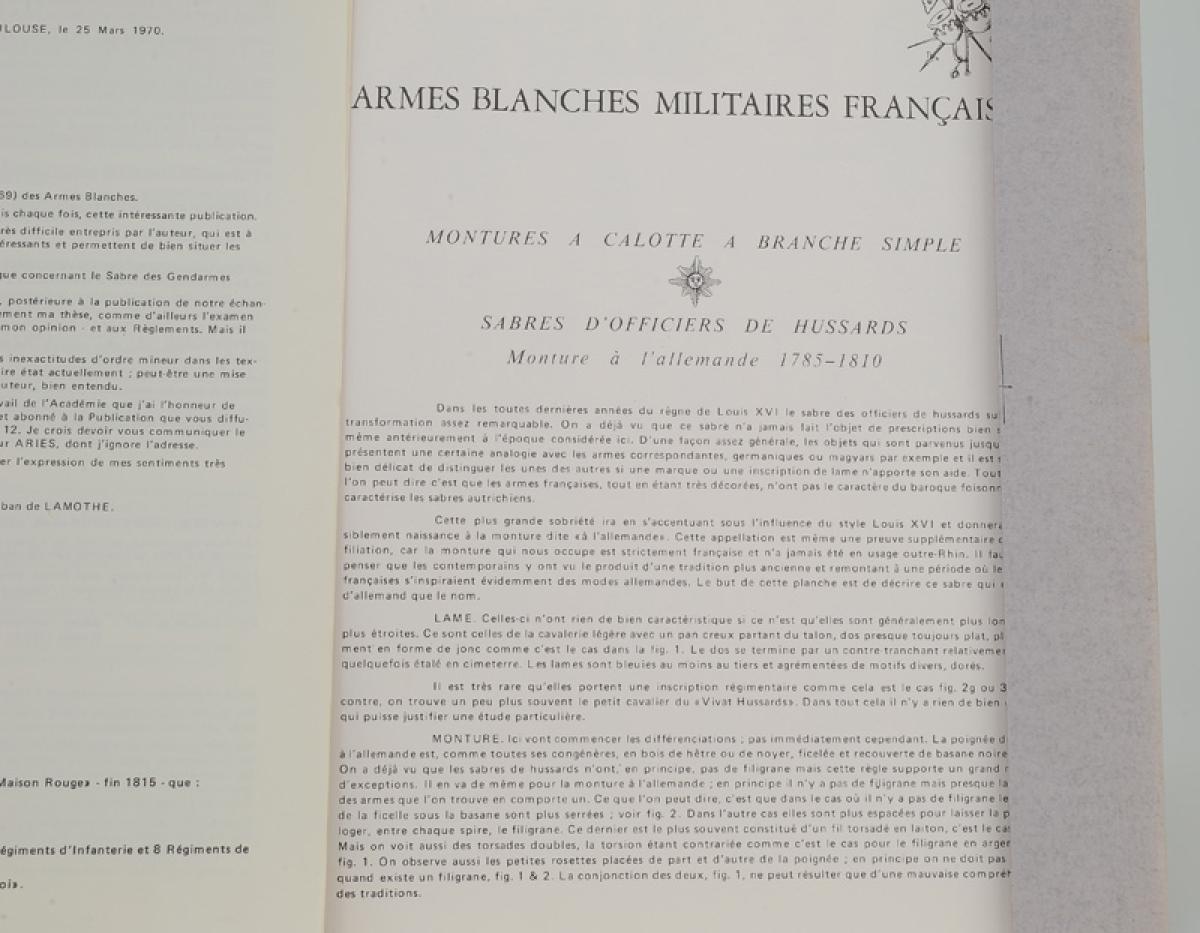 LOUSE, le 25 Mars 1970.
69) des Armes Blanches.
is chaque fois, cette intéressante publication.
rès difficile entrepris par l'auteur, qui est à
éressants et permettent de bien situer les
que concernant le Sabre des Gendarmes
, postérieure à la publication de notre échan-
ement ma thèse, comme d'ailleurs l'examen
mon opinion - et aux Règlements. Mais il
s inexactitudes d'ordre mineur dans les tex-
ire état actuellement ; peut-être une mise
uteur, bien entendu.
vail de l'Académie que j'ai l'honneur de
et abonné à la Publication que vous diffu-
12. Je crois devoir vous communiquer le
ur ARIES, dont j'ignore l'adresse.
er l'expression de mes sentiments très
ban de LAMOTHE.
Maison Rouge» - fin 1815 - que :
égiments d'Infanterie et 8 Régiments de
oi».
ARMES BLANCHES MILITAIRES FRANÇAIS
MONTURES A CALOTTE A BRANCHE SIMPLE
SABRES D'OFFICIERS DE HUSSARDS
Monture à l'allemande 1785-1810
Dans les toutes dernières années du règne de Louis XVI le sabre des officiers de hussards su
transformation assez remarquable. On a déjà vu que ce sabre n'a jamais fait l'objet de prescriptions bien
même antérieurement à l'époque considérée ici. D'une façon assez générale, les objets qui sont parvenus jusqu
présentent une certaine analogie avec les armes correspondantes, germaniques ou magyars par exemple et il est
bien délicat de distinguer les unes des autres si une marque ou une inscription de lame n'apporte son aide. Tout
l'on peut dire c'est que les armes françaises, tout en étant très décorées, n'ont pas le caractère du baroque foisonn
caractérise les sabres autrichiens.
Cette plus grande sobriété ira en s'accentuant sous l'influence du style Louis XVI et donner
siblement naissance à la monture dite «à l'allemande». Cette appellation est même une preuve supplémentaire
filiation, car la monture qui nous occupe est strictement française et n'a jamais été en usage outre-Rhin. Il fau
penser que les contemporains y ont vu le produit d'une tradition plus ancienne et remontant à une période où le
françaises s'inspiraient évidemment des modes allemandes. Le but de cette planche est de décrire ce sabre qui
d'allemand que le nom.
LAME. Celles-ci n'ont rien de bien caractéristique si ce n'est qu'elles sont généralement plus lon
plus étroites. Ce sont celles de la cavalerie légère avec un pan creux partant du talon, dos presque toujours plat, pl
ment en forme de jonc comme c'est le cas dans la fig. 1. Le dos se termine par un contre-tranchant relativemen
quelquefois étalé en cimeterre. Les lames sont bleuies au moins au tiers et agrémentées de motifs divers, dorés.
Il est très rare qu'elles portent une inscription régimentaire comme cela est le cas fig. 2g ou 3
contre, on trouve un peu plus souvent le petit cavalier du «Vivat Hussards». Dans tout cela il n'y a rien de bien
qui puisse justifier une étude particulière.
MONTURE. Ici vont commencer les différenciations ; pas immédiatement cependant. La poignée d
à l'allemande est, comme toutes ses congénères, en bois de hêtre ou de noyer, ficelée et recouverte de basane noire
On a déjà vu que les sabres de hussards n'ont, en principe, pas de filigrane mais cette règle supporte un grand
d'exceptions. Il en va de même pour la monture à l'allemande ; en principe il n'y a pas de filigrane mais presque la
des armes que l'on trouve en comporte un. Ce que l'on peut dire, c'est que dans le cas où il n'y a pas de filigrane le
de la ficelle sous la basane sont plus serrées ; voir fig. 2. Dans l'autre cas elles sont plus espacées pour laisser la p
loger, entre chaque spire, le filigrane. Ce dernier est le plus souvent constitué d'un fil torsadé en laiton, c'est le cas
Mais on voit aussi des torsades doubles, la torsion étant contrariée comme c'est le cas pour le filigrane en argen
fig. 1. On observe aussi les petites rosettes placées de part et d'autre de la poignée ; en principe on ne doit pas
quand existe un filigrane, fig. 1 & 2. La conjonction des deux, fig. 1, ne peut résulter que d'une mauvaise compréh
des traditions.